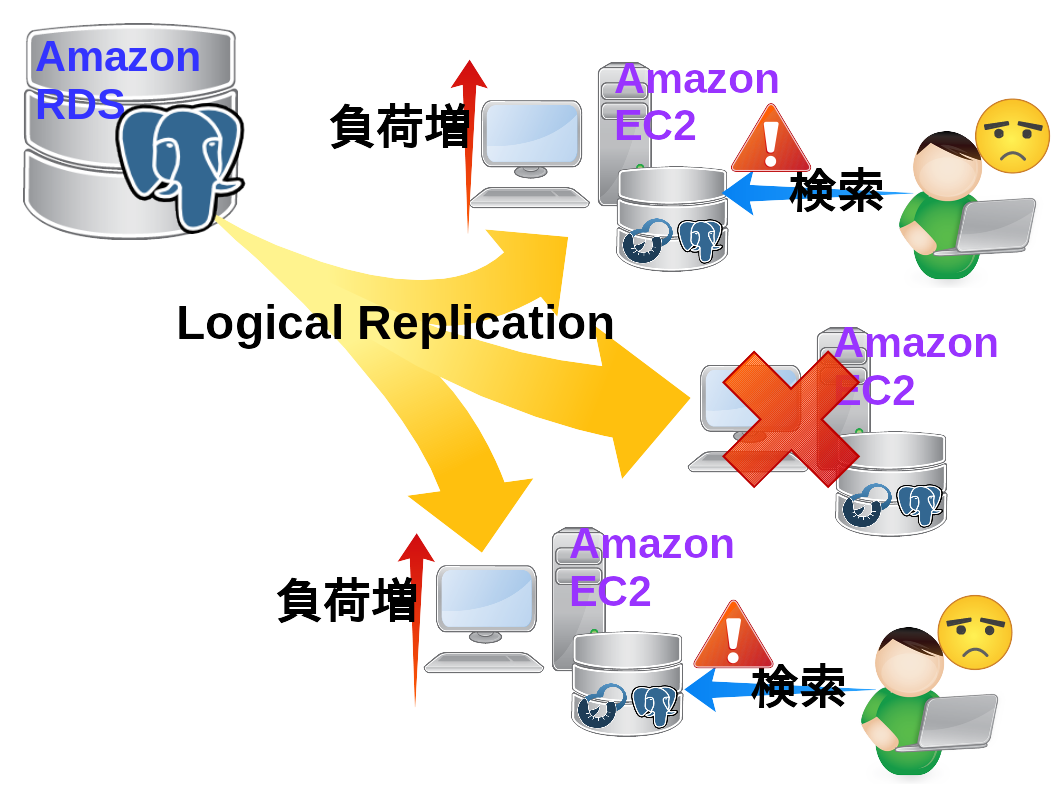 Amazon
RDS
負荷増
Amazon
EC2
検索
Logical Replication
Amazon
EC2
負荷増
Amazon
EC2
検索